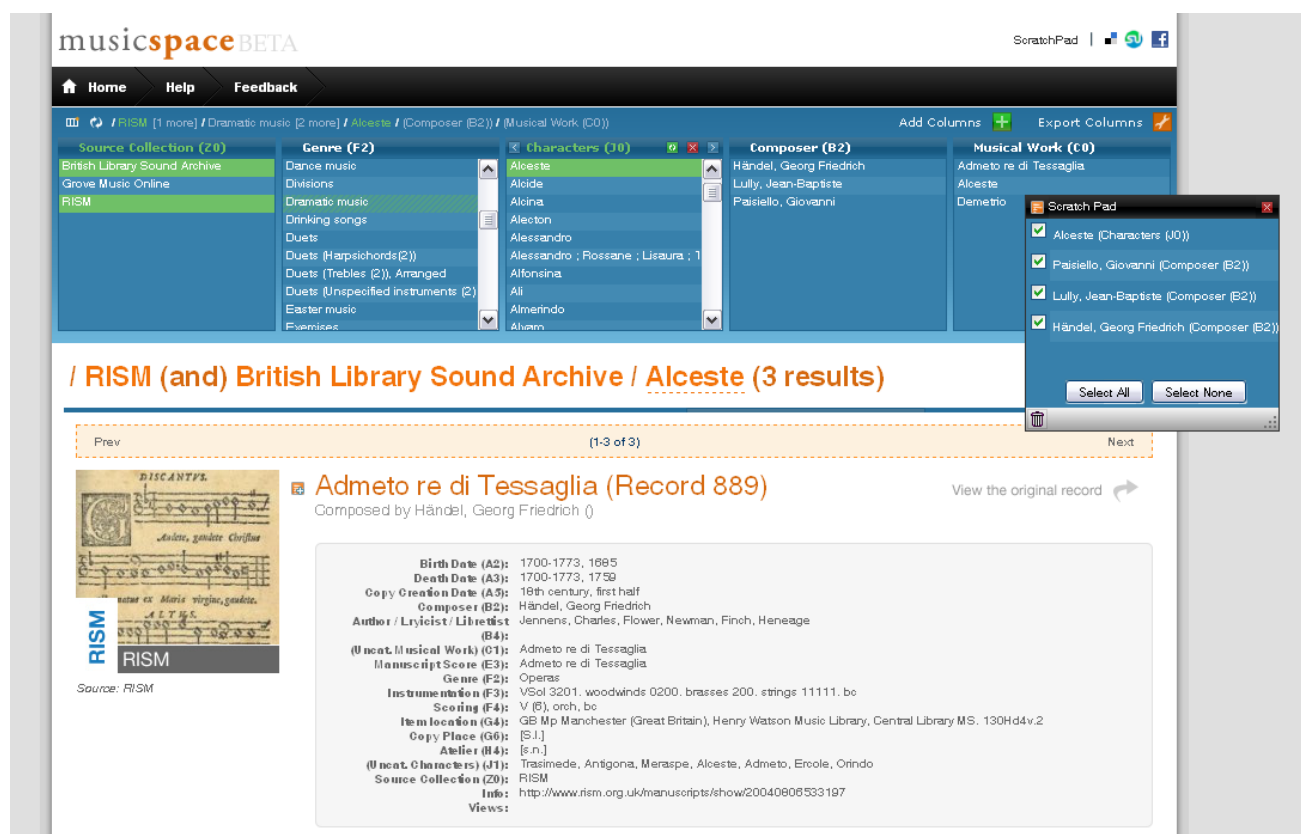 musicspace BETA
ScratchPad |
Home Help Feedback
/ RISM [1 more] / Dramatic music [2 more] / Alceste / (Composer (B2)) / (Musical Work (C0))
Add Columns Export Columns
Source Collection (Z0)
British Library Sound Archive
Grove Music Online
RISM
Genre (F2)
Dance music
Divisions
Dramatic music
Drinking songs
Duets
Duets (Harpsichords(2))
Duets (Trebles (2)), Arranged
Duets (Unspecified instruments (2)
Easter music
Exercises
Characters (J0)
Alceste
Alcide
Alcina
Alecton
Alessandro
Alessandro ; Rossane ; Lisaura ; T
Alfonsina
Ali
Almerindo
Alvaro
Composer (B2)
Händel, Georg Friedrich
Lully, Jean-Baptiste
Paisiello, Giovanni
Musical Work (C0)
Admeto re di Tessaglia
Alceste
Demetrio
Scratch Pad
Alceste (Characters (J0))
Paisiello, Giovanni (Composer (B2))
Lully, Jean-Baptiste (Composer (B2))
Händel, Georg Friedrich (Composer (B2))
Select All Select None
/ RISM (and) British Library Sound Archive / Alceste (3 results)
Prev (1-3 of 3) Next
DISCANTVS.
Audete, gaudete Christus
natus ex Maria virgine, gaudete.
ALTVS.
RISM
RISM
Source: RISM
Admeto re di Tessaglia (Record 889)
View the original record
Composed by Händel, Georg Friedrich ()
Birth Date (A2): 1700-1773, 1685
Death Date (A3): 1700-1773, 1759
Copy Creation Date (A5): 18th century, first half
Composer (B2): Händel, Georg Friedrich
Author / Lryicist / Libretist (B4): Jennens, Charles, Flower, Newman, Finch, Heneage
(Uncat. Musical Work) (C1): Admeto re di Tessaglia
Manuscript Score (E3): Admeto re di Tessaglia
Genre (F2): Operas
Instrumentation (F3): VSol 3201. woodwinds 0200. brasses 200. strings 11111. bc
Scoring (F4): V (6), orch, bc
Item location (G4): GB Mp Manchester (Great Britain), Henry Watson Music Library, Central Library MS. 130Hd4v.2
Copy Place (G6): [S.l.]
Atelier (H4): [s.n.]
(Uncat. Characters) (J1): Trasimede, Antigona, Meraspe, Alceste, Admeto, Ercole, Orindo
Source Collection (Z0): RISM
Info: http://www.rism.org.uk/manuscripts/show/20040806533197
Views: